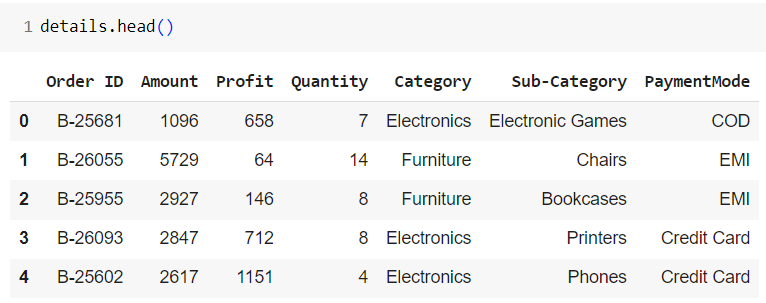 1 details.head()
Order ID Amount Profit Quantity Category Sub-Category PaymentMode
0 B-25681 1096 658 7 Electronics Electronic Games COD
1 B-26055 5729 64 14 Furniture Chairs EMI
2 B-25955 2927 146 8 Furniture Bookcases EMI
3 B-26093 2847 712 8 Electronics Printers Credit Card
4 B-25602 2617 1151 4 Electronics Phones Credit Card